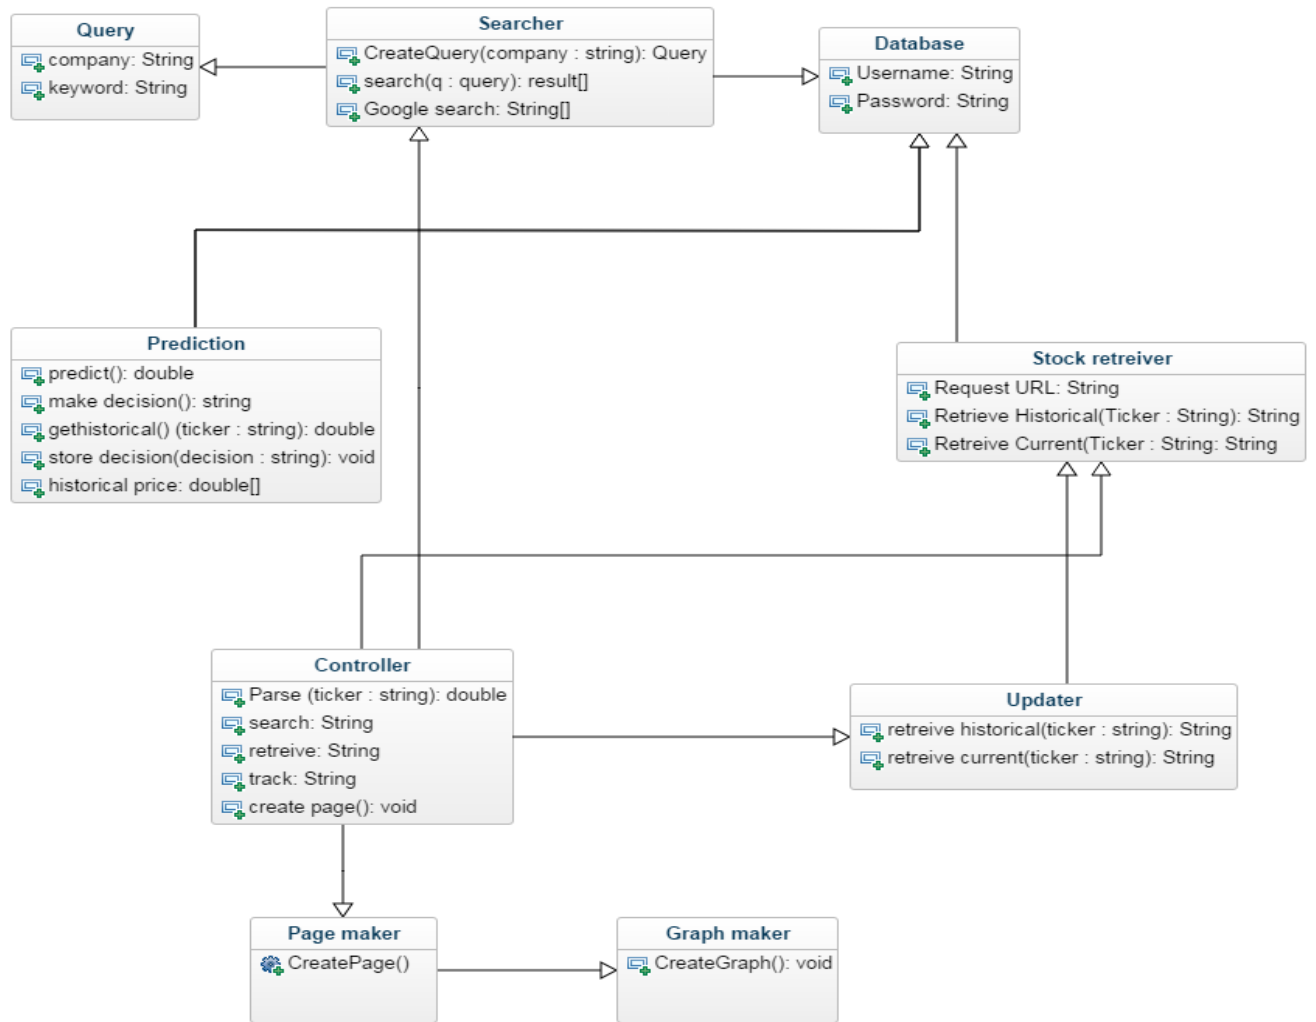 Query
company: String
keyword: String
Searcher
CreateQuery(company : string): Query
search(q : query): result[]
Google search: String[]
Database
Username: String
Password: String
Prediction
predict(): double
make decision(): string
gethistorical() (ticker : string): double
store decision(decision : string): void
historical price: double[]
Stock retreiver
Request URL: String
Retrieve Historical(Ticker : String): String
Retreive Current(Ticker : String: String
Controller
Parse (ticker : string): double
search: String
retreive: String
track: String
create page(): void
Updater
retreive historical(ticker : string): String
retreive current(ticker : string): String
Page maker
CreatePage()
Graph maker
CreateGraph(): void